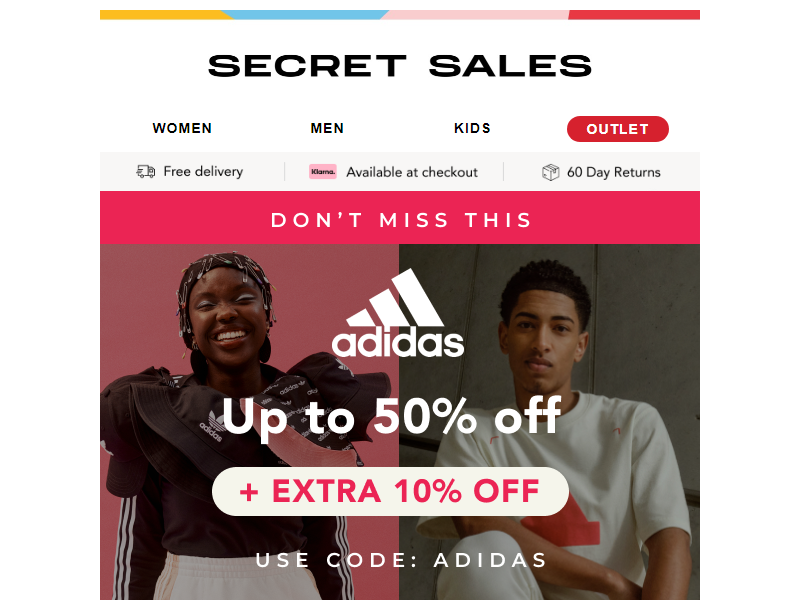 SECRET SALES
WOMEN MEN KIDS OUTLET
Free delivery Klarna. Available at checkout 60 Day Returns
DON'T MISS THIS
adidas
Up to 50% off
adidas
+ EXTRA 10% OFF
USE CODE: ADIDAS